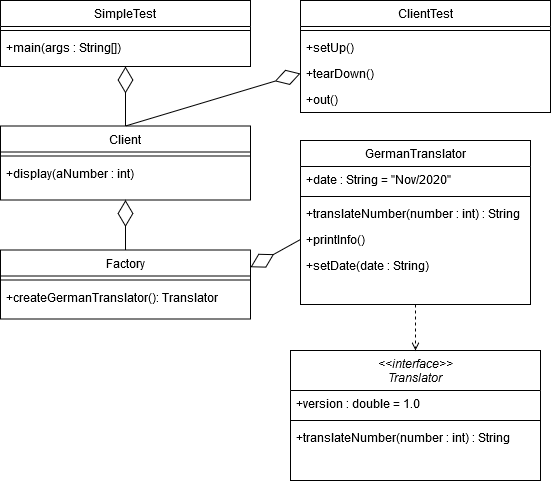 SimpleTest
+main(args : String[])
ClientTest
+setUp()
+tearDown()
+out()
Client
+display(aNumber : int)
GermanTranslator
+date : String = "Nov/2020"
+translateNumber(number : int) : String
+printInfo()
+setDate(date : String)
Factory
+createGermanTranslator(): Translator
<<interface>>
Translator
+version : double = 1.0
+translateNumber(number : int) : String